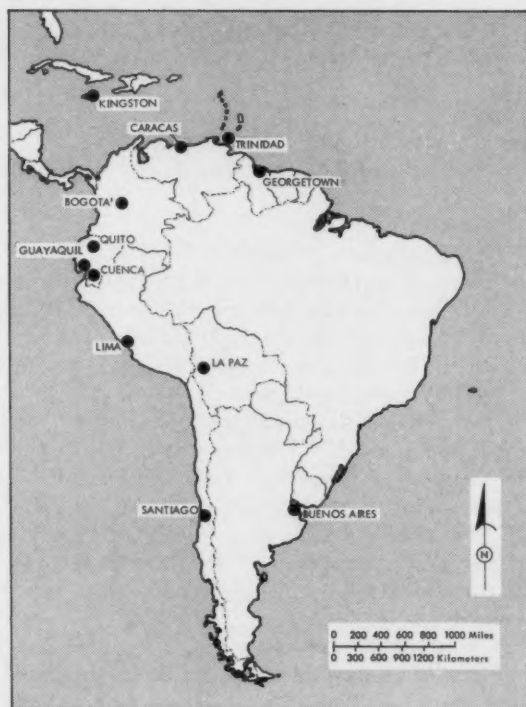 KINGSTON
CARACAS
TRINIDAD
GEORGETOWN
BOGOTA'
QUITO
GUAYAQUIL
CUENCA
LIMA
LA PAZ
SANTIAGO
BUENOS AIRES
N
0 200 400 600 800 1000 Miles
0 300 600 900 1200 Kilometers